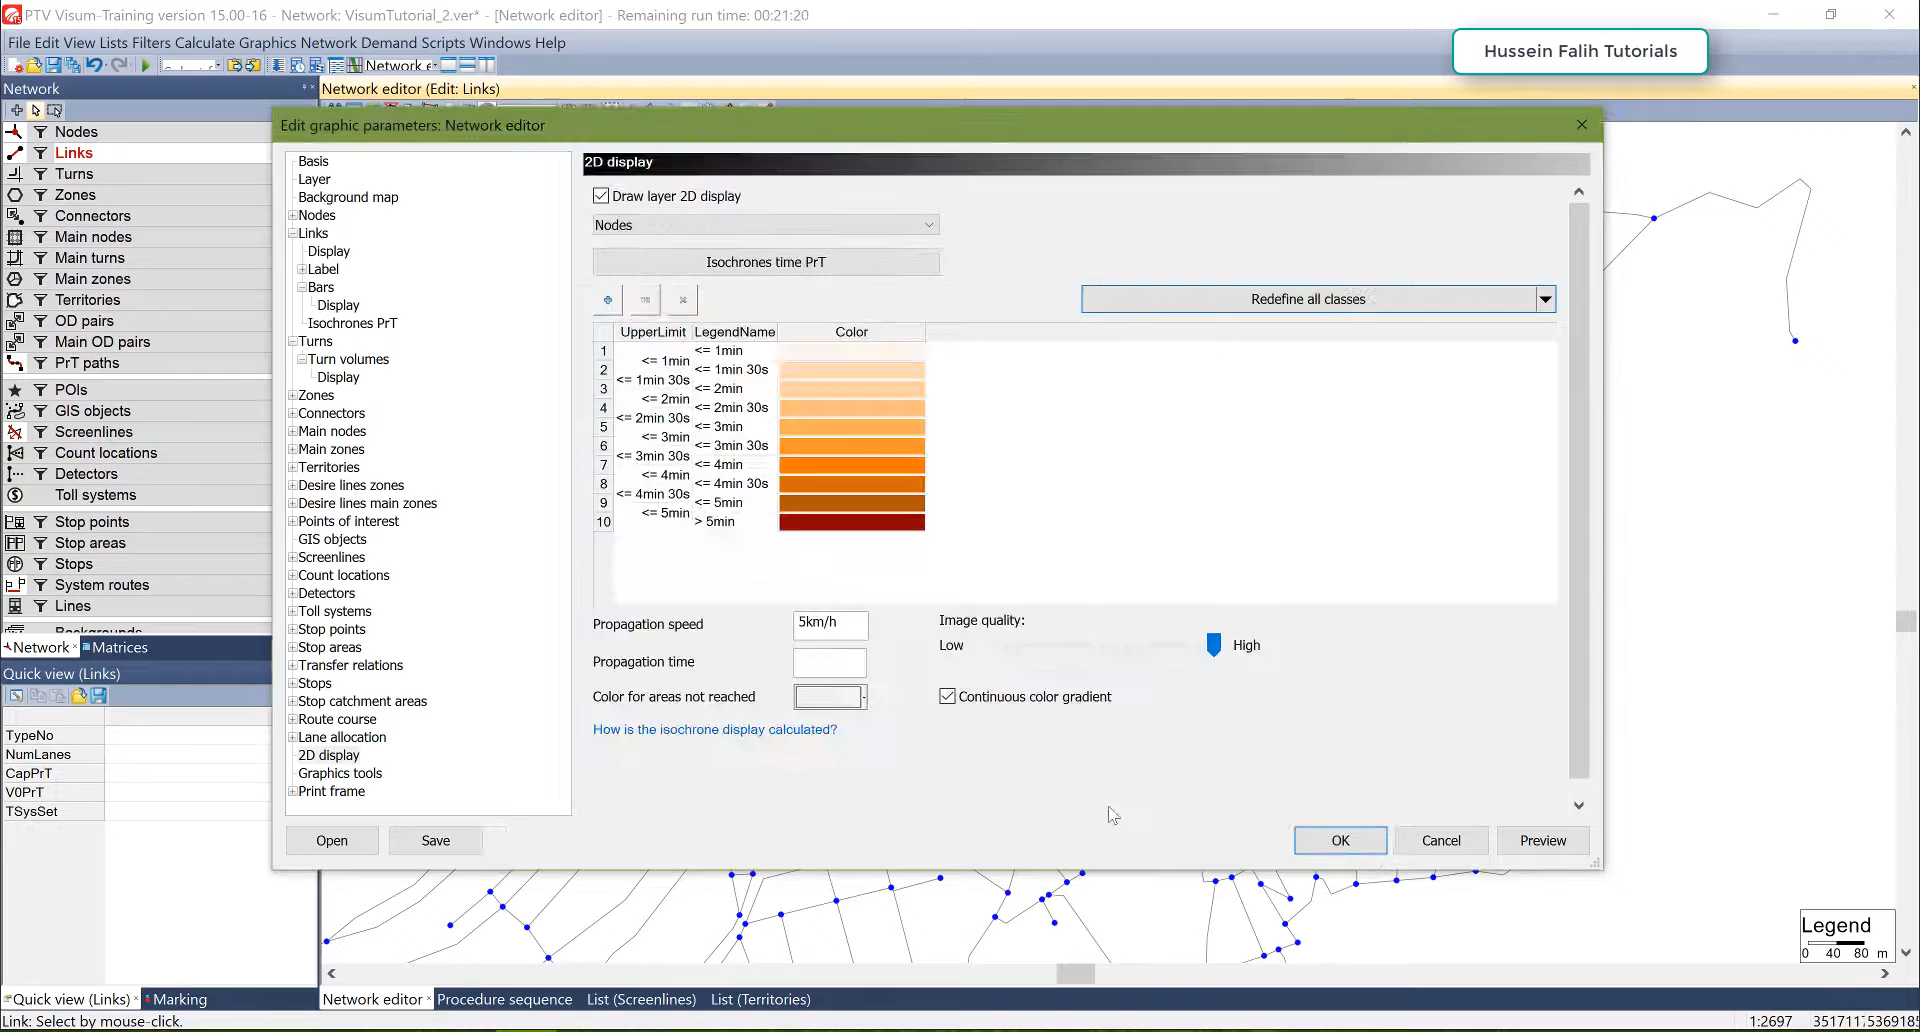 PTV Visum-Training version 15.00-16 - Network: VisumTutorial_2.ver* - [Network editor] - Remaining run time: 00:21:20
File Edit View Lists Filters Calculate Graphics Network Demand Scripts Windows Help
Hussein Falih Tutorials
Network e
Network
Network editor (Edit: Links)
Nodes
Links
Turns
Zones
Connectors
Main nodes
Main turns
Main zones
Territories
OD pairs
Main OD pairs
PrT paths
POIs
GIS objects
Screenlines
Count locations
Detectors
Toll systems
Stop points
Stop areas
Stops
System routes
Lines
Backgrounds
Network
Matrices
Quick view (Links)
TypeNo
NumLanes
CapPrT
V0PrT
TSysSet
Edit graphic parameters: Network editor
Basis
Layer
Background map
Nodes
Links
Display
Label
Bars
Display
Isochrones PrT
Turns
Turn volumes
Display
Zones
Connectors
Main nodes
Main zones
Territories
Desire lines zones
Desire lines main zones
Points of interest
GIS objects
Screenlines
Count locations
Detectors
Toll systems
Stop points
Stop areas
Transfer relations
Stops
Stop catchment areas
Route course
Lane allocation
2D display
Graphics tools
Print frame
Open
Save
2D display
Draw layer 2D display
Nodes
Isochrones time PrT
Redefine all classes
UpperLimit LegendName Color
1 <= 1min
<= 1min
2 <= 1min 30s
<= 1min 30s
3 <= 2min
<= 2min
4 <= 2min 30s
<= 2min 30s
5 <= 3min
<= 3min
6 <= 3min 30s
<= 3min 30s
7 <= 4min
<= 4min
8 <= 4min 30s
<= 4min 30s
9 <= 5min
<= 5min
10 > 5min
Propagation speed 5km/h
Propagation time
Color for areas not reached
How is the isochrone display calculated?
Image quality:
Low High
Continuous color gradient
OK
Cancel
Preview
Legend
0 40 80 m
Quick view (Links)
Marking
Network editor
Procedure sequence
List (Screenlines)
List (Territories)
Link: Select by mouse-click.
1:2697